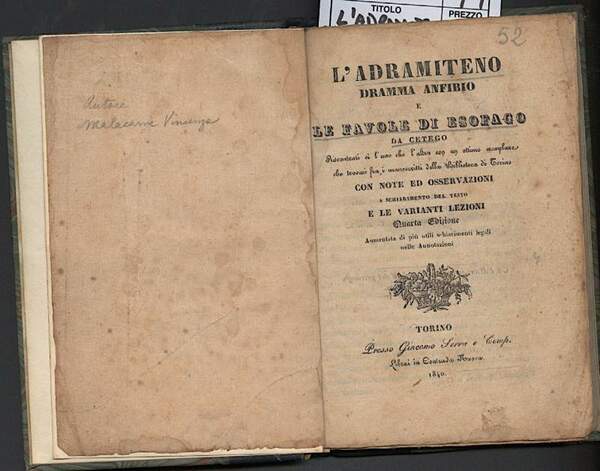 TITOLO
PREZZO
52
Autore
Malacarne Vincenzo
L'ADRAMITENO
DRAMMA ANFIBIO
E
LE FAVOLE DI ESOFAGO
DA CETEGO
Riscontrati sì l'uno che l'altro con un ottimo esemplare
che trovasi fra i manoscritti della Biblioteca di Torino
CON NOTE ED OSSERVAZIONI
A SCHIARAMENTO DEL TESTO
E LE VARIANTI LEZIONI
Quarta Edizione
Aumentata di più utili schiarimenti legali
nelle Annotazioni
TORINO
Presso Giacomo Serra e Comp.
Librai in Contrada Nuova
1840.